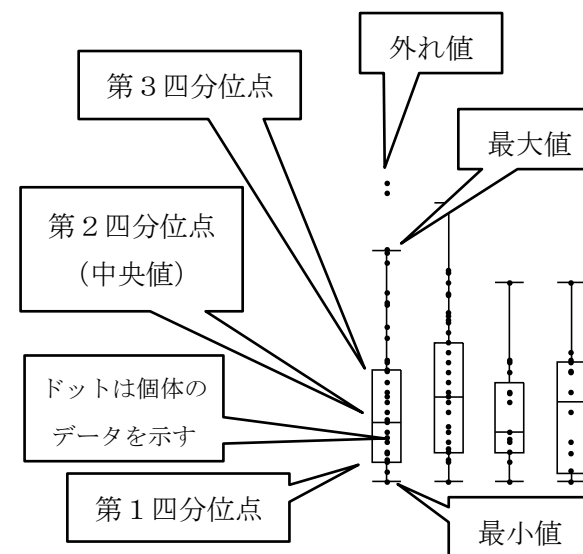 外れ値
第３四分位点
最大値
第２四分位点
（中央値）
ドットは個体の
データを示す
第１四分位点
最小値